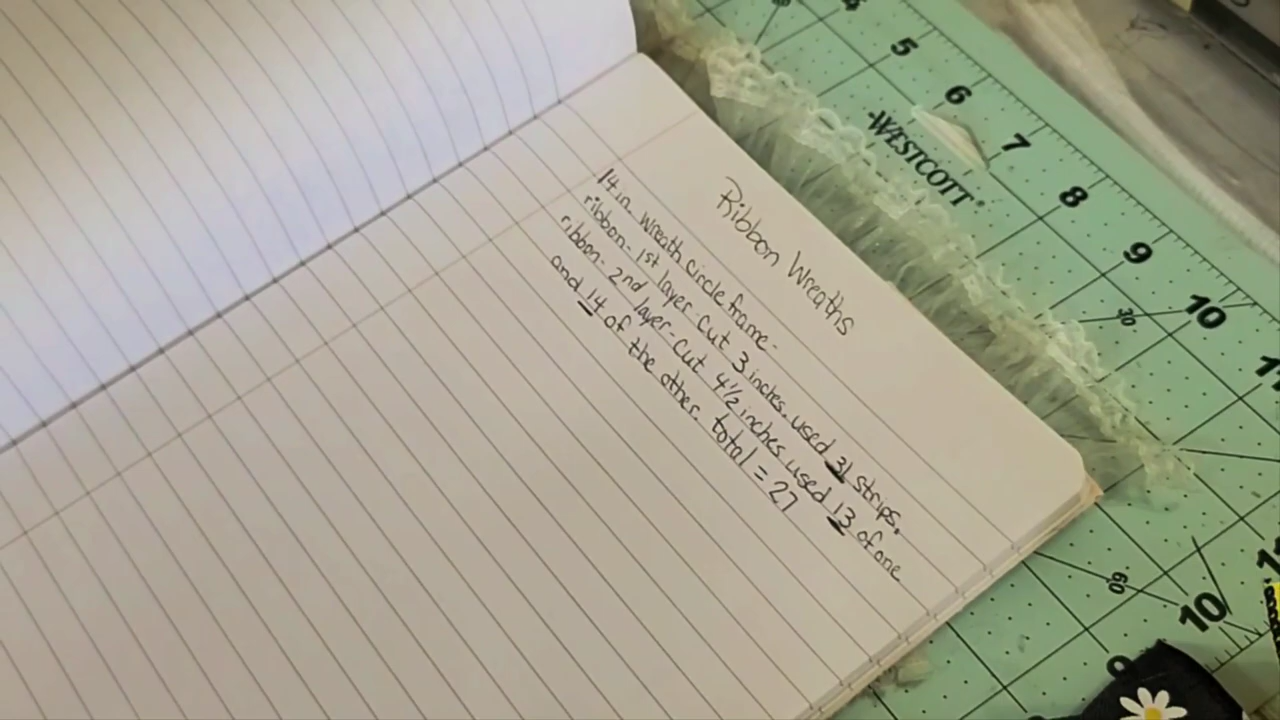 Ribbon Wreaths
14 in. wreath circle frame-
ribbon- 1st layer- cut 3 inches. used 31 strips.
ribbon- 2nd layer- cut 4½ inches used 13 of one
and 14 of the other. total = 27
WESTCOTT®
5
6
7
8
9
10
30
60
10